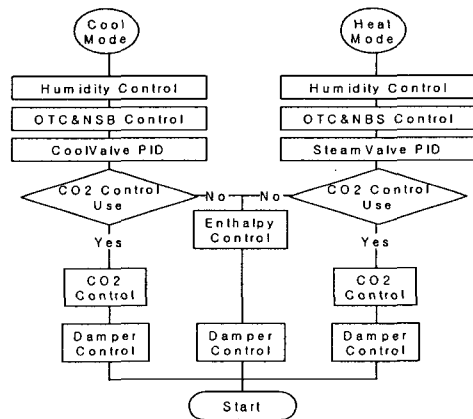 Cool
Mode
Heat
Mode
Humidity Control
Humidity Control
OTC&NSB Control
OTC&NBS Control
CoolValve PID
SteamValve PID
CO2 Control
Use
No
No
CO2 Control
Use
Enthalpy
Control
Yes
Yes
CO2
Control
CO2
Control
Damper
Control
Damper
Control
Damper
Control
Start